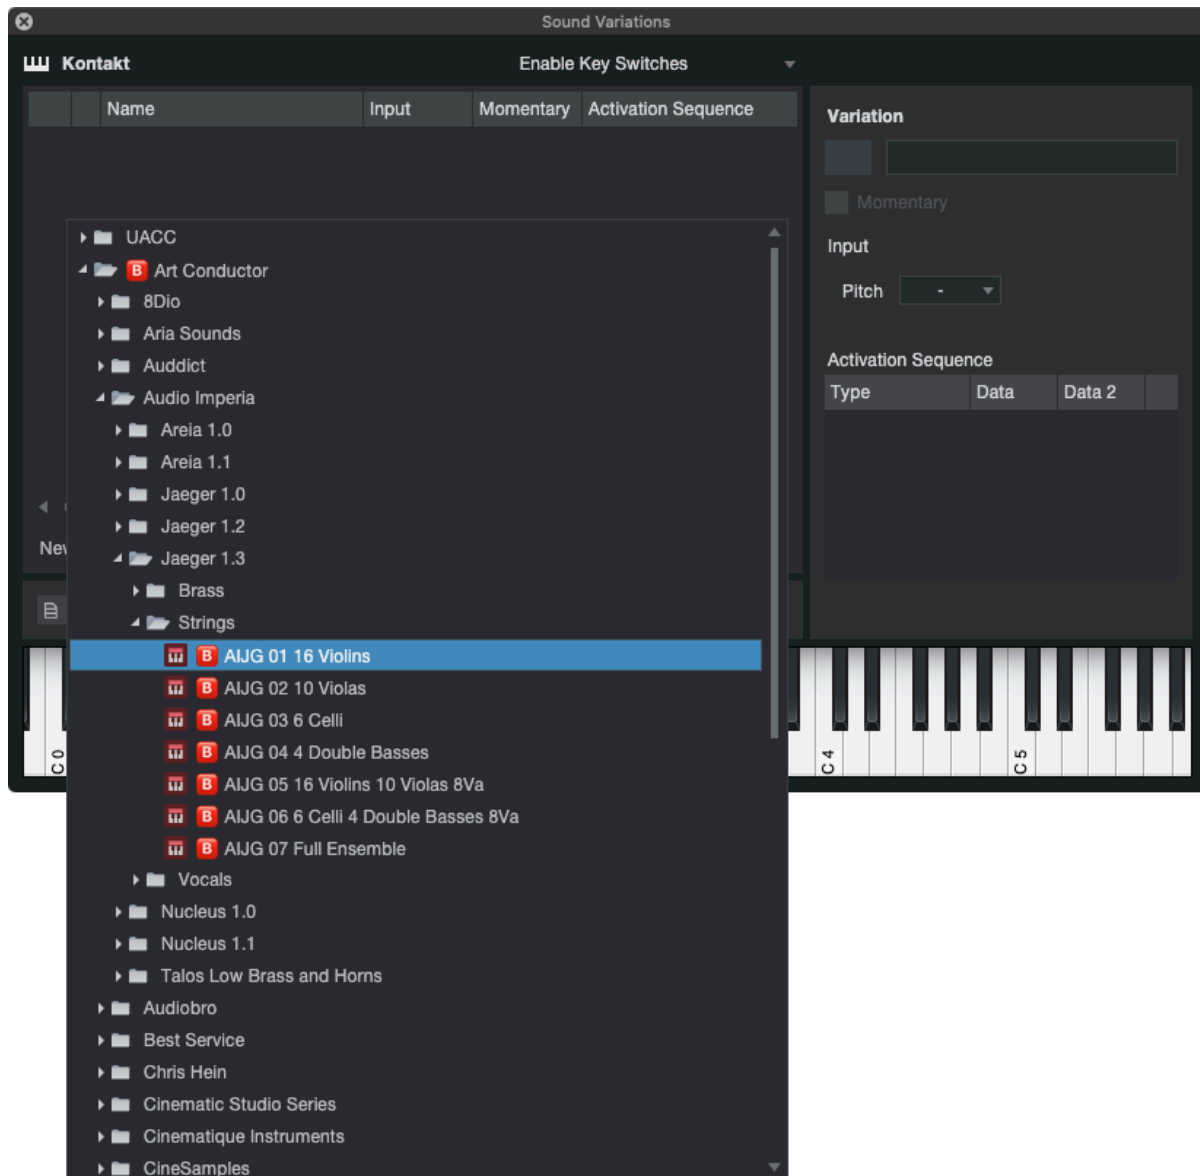 Sound Variations
Kontakt
Enable Key Switches
Name Input Momentary Activation Sequence
Variation
Momentary
Input
Pitch -
Activation Sequence
Type Data Data 2
UACC
B Art Conductor
8Dio
Aria Sounds
Auddict
Audio Imperia
Areia 1.0
Areia 1.1
Jaeger 1.0
Jaeger 1.2
Jaeger 1.3
Brass
Strings
B AIJG 01 16 Violins
B AIJG 02 10 Violas
B AIJG 03 6 Celli
B AIJG 04 4 Double Basses
B AIJG 05 16 Violins 10 Violas 8Va
B AIJG 06 6 Celli 4 Double Basses 8Va
B AIJG 07 Full Ensemble
Vocals
Nucleus 1.0
Nucleus 1.1
Talos Low Brass and Horns
Audiobro
Best Service
Chris Hein
Cinematic Studio Series
Cinematique Instruments
CineSamples
C 0
C 4
C 5